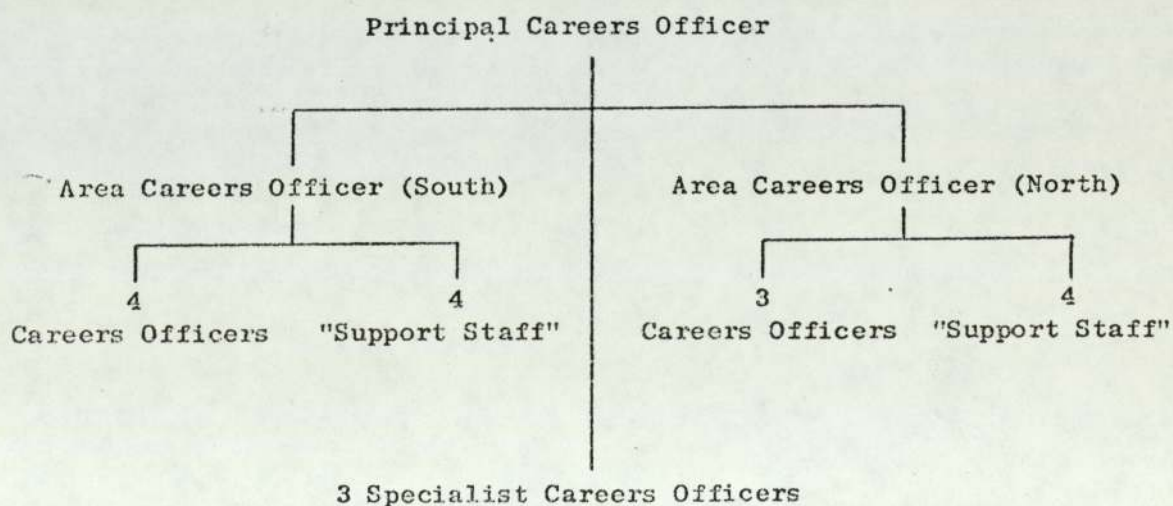 Principal Careers Officer
Area Careers Officer (South) Area Careers Officer (North)
4 4 3 4
Careers Officers "Support Staff" Careers Officers "Support Staff"
3 Specialist Careers Officers